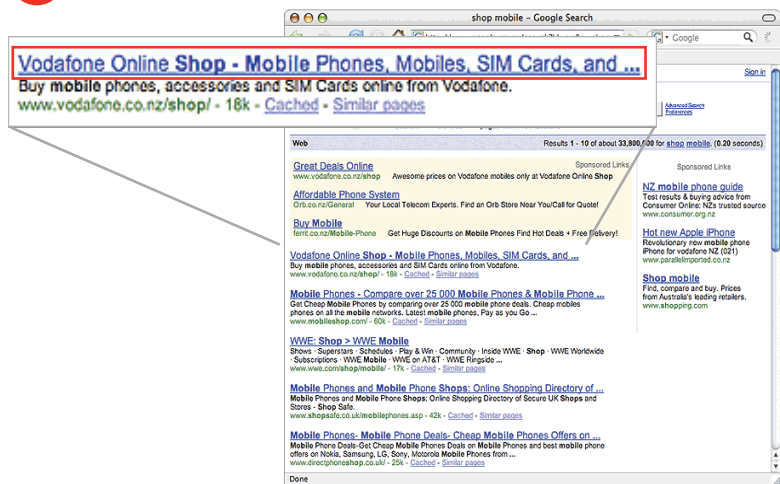 shop mobile – Google Search
Google
Vodafone Online Shop - Mobile Phones, Mobiles, SIM Cards, and ...
Buy mobile phones, accessories and SIM Cards online from Vodafone.
www.vodafone.co.nz/shop/ - 18k - Cached - Similar pages
Sign in
Advanced Search
Preferences
Web
Results 1 - 10 of about 33,800,000 for shop mobile. (0.20 seconds)
Great Deals Online
Sponsored Links
www.vodafone.co.nz/shop Awesome prices on Vodafone mobiles only at Vodafone Online Shop
Affordable Phone System
Orb.co.nz/General Your Local Telecom Experts. Find an Orb Store Near You/Call for Quote!
Buy Mobile
ferrit.co.nz/Mobile-Phone Get Huge Discounts on Mobile Phones Find Hot Deals + Free Delivery!
Vodafone Online Shop - Mobile Phones, Mobiles, SIM Cards, and ...
Buy mobile phones, accessories and SIM Cards online from Vodafone.
www.vodafone.co.nz/shop/ - 18k - Cached - Similar pages
Mobile Phones - Compare over 25 000 Mobile Phones & Mobile Phone ...
Get Cheap Mobile Phones by comparing over 25 000 mobile phone deals. Cheap mobiles
phones on all the mobile networks. Latest mobile phones, Pay as you Go ...
www.mobileshop.com/ - 60k - Cached - Similar pages
WWE: Shop > WWE Mobile
Shows · Superstars · Schedules · Play & Win · Community · Inside WWE · Shop · WWE Worldwide
· Subscriptions · WWE Mobile · WWE on AT&T · WWE Ringside ...
www.wwe.com/shop/mobile/ - 17k - Cached - Similar pages
Mobile Phones and Mobile Phone Shops: Online Shopping Directory of ...
Mobile Phones and Mobile Phone Shops: Online Shopping Directory of Secure UK Shops and
Stores - Shop Safe.
www.shopsafe.co.uk/mobilephones.asp - 42k - Cached - Similar pages
Mobile Phones- Mobile Phone Deals- Cheap Mobile Phones Offers on ...
Mobile Phone Deals-Get Cheap Mobile Phones Deals on Mobile Phones and best mobile phone
offers on Nokia, Samsung, LG, Sony, Motorola Mobile Phones from ...
www.directphoneshop.co.uk/ - 25k - Cached - Similar pages
Sponsored Links
NZ mobile phone guide
Test results & buying advice from
Consumer Online: NZs trusted source
www.consumer.org.nz
Hot new Apple iPhone
Revolutionary new mobile phone
iPhone for vodafone NZ (021)
www.parallelimported.co.nz
Shop mobile
Find, compare and buy. Prices
from Australia's leading retailers.
www.shopping.com
Done